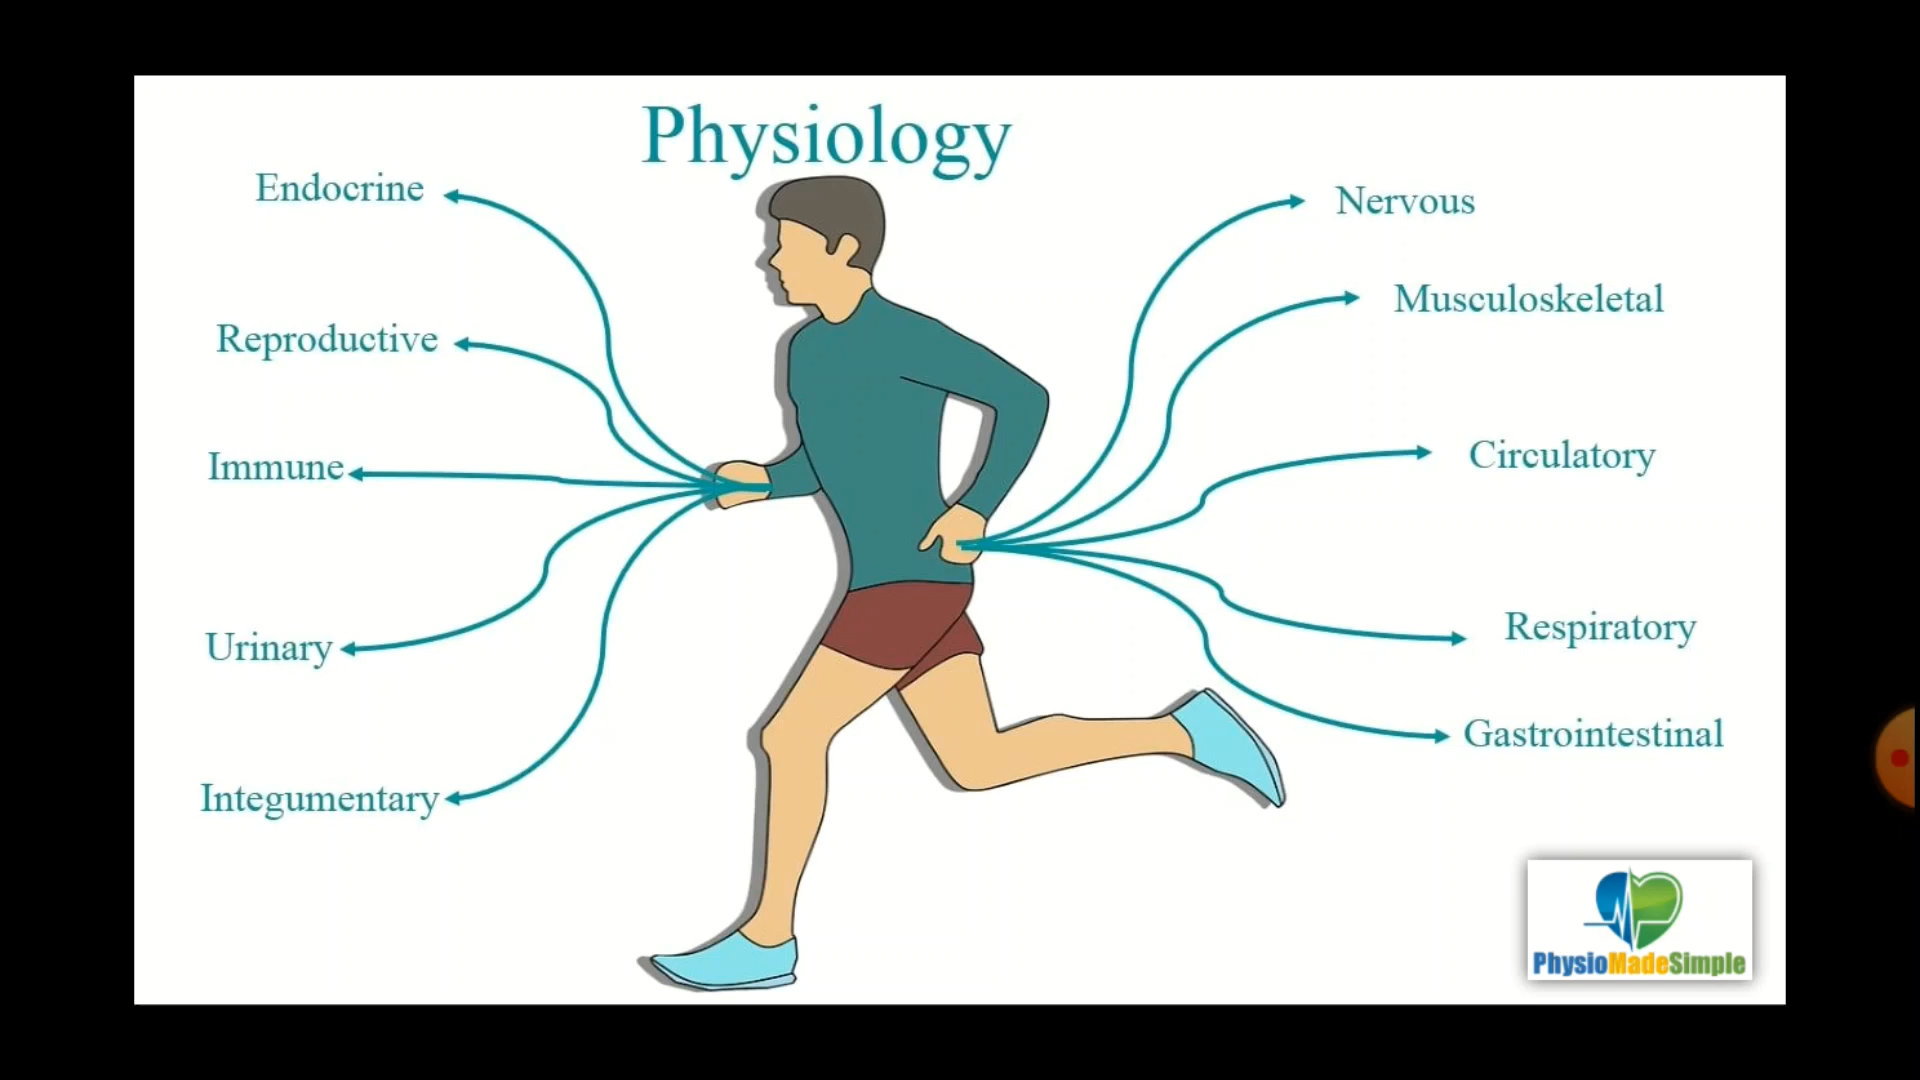 Physiology
Endocrine
Reproductive
Immune
Urinary
Integumentary
Nervous
Musculoskeletal
Circulatory
Respiratory
Gastrointestinal
PhysioMadeSimple